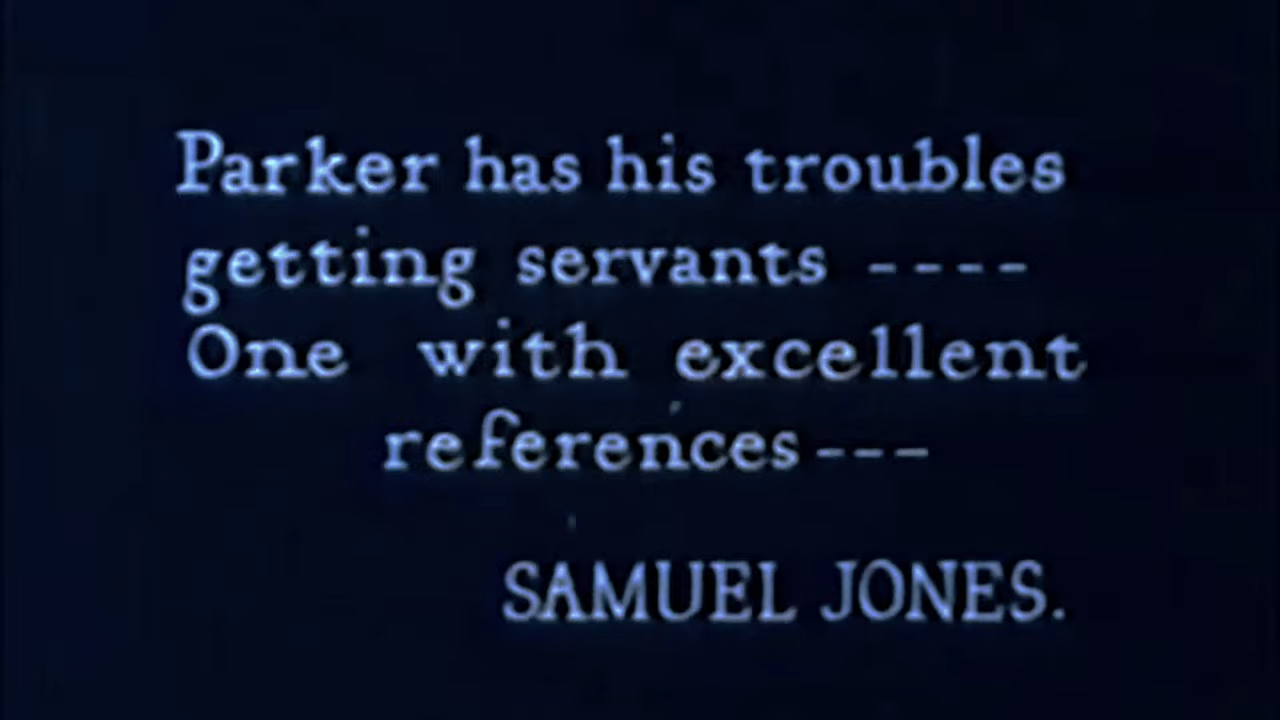 Parker has his troubles
getting servants ----
One with excellent
references ---
SAMUEL JONES.